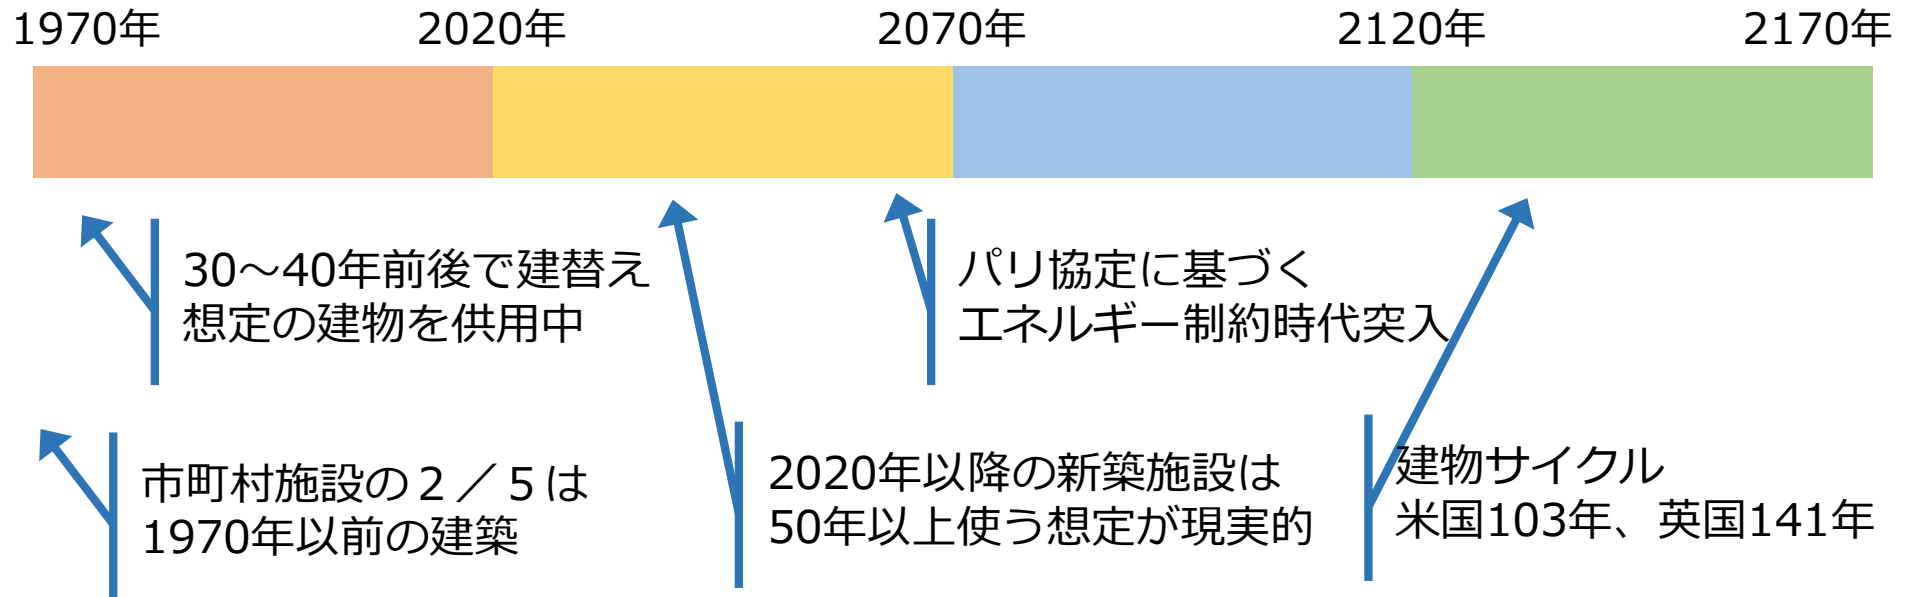 1970年
2020年
2070年
2120年
2170年
30～40年前後で建替え
想定の建物を供用中
パリ協定に基づく
エネルギー制約時代突入
市町村施設の２／５は
1970年以前の建築
2020年以降の新築施設は
50年以上使う想定が現実的
建物サイクル
米国103年、英国141年